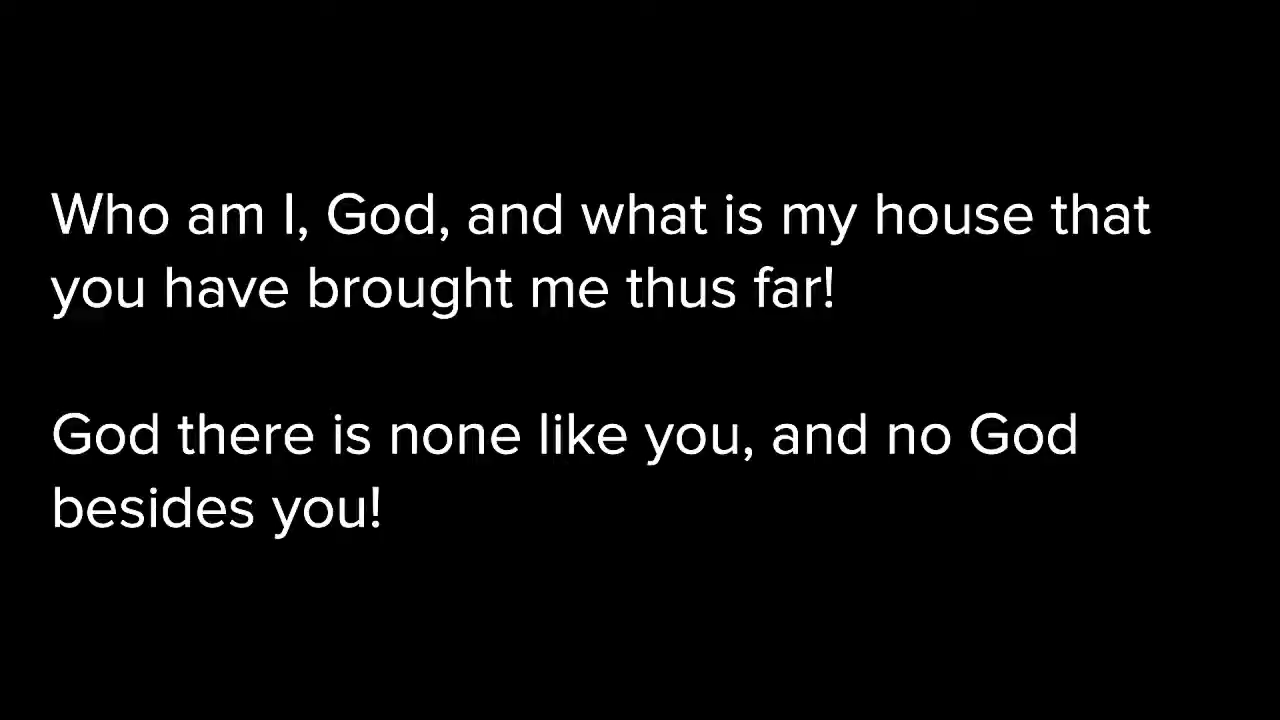 Who am I, God, and what is my house that
you have brought me thus far!
God there is none like you, and no God
besides you!